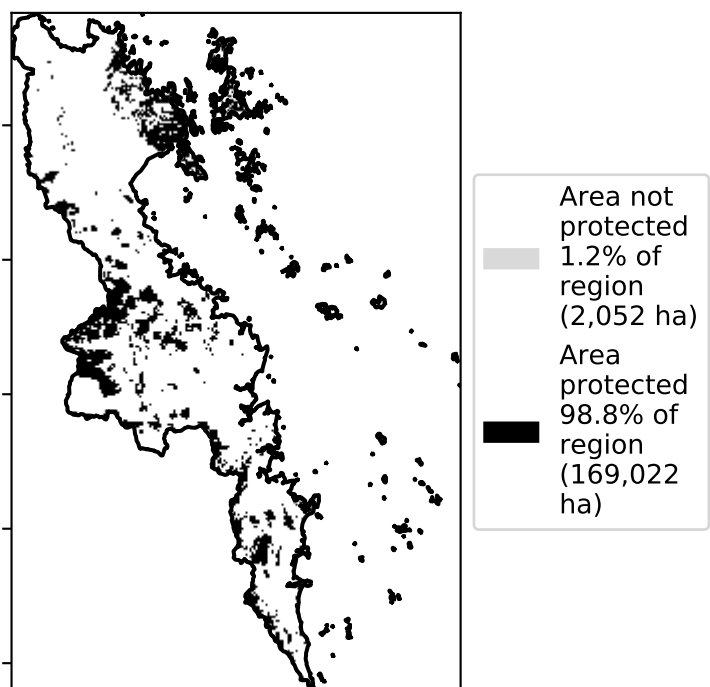 Area not
protected
1.2% of
region
(2,052 ha)
Area
protected
98.8% of
region
(169,022
ha)